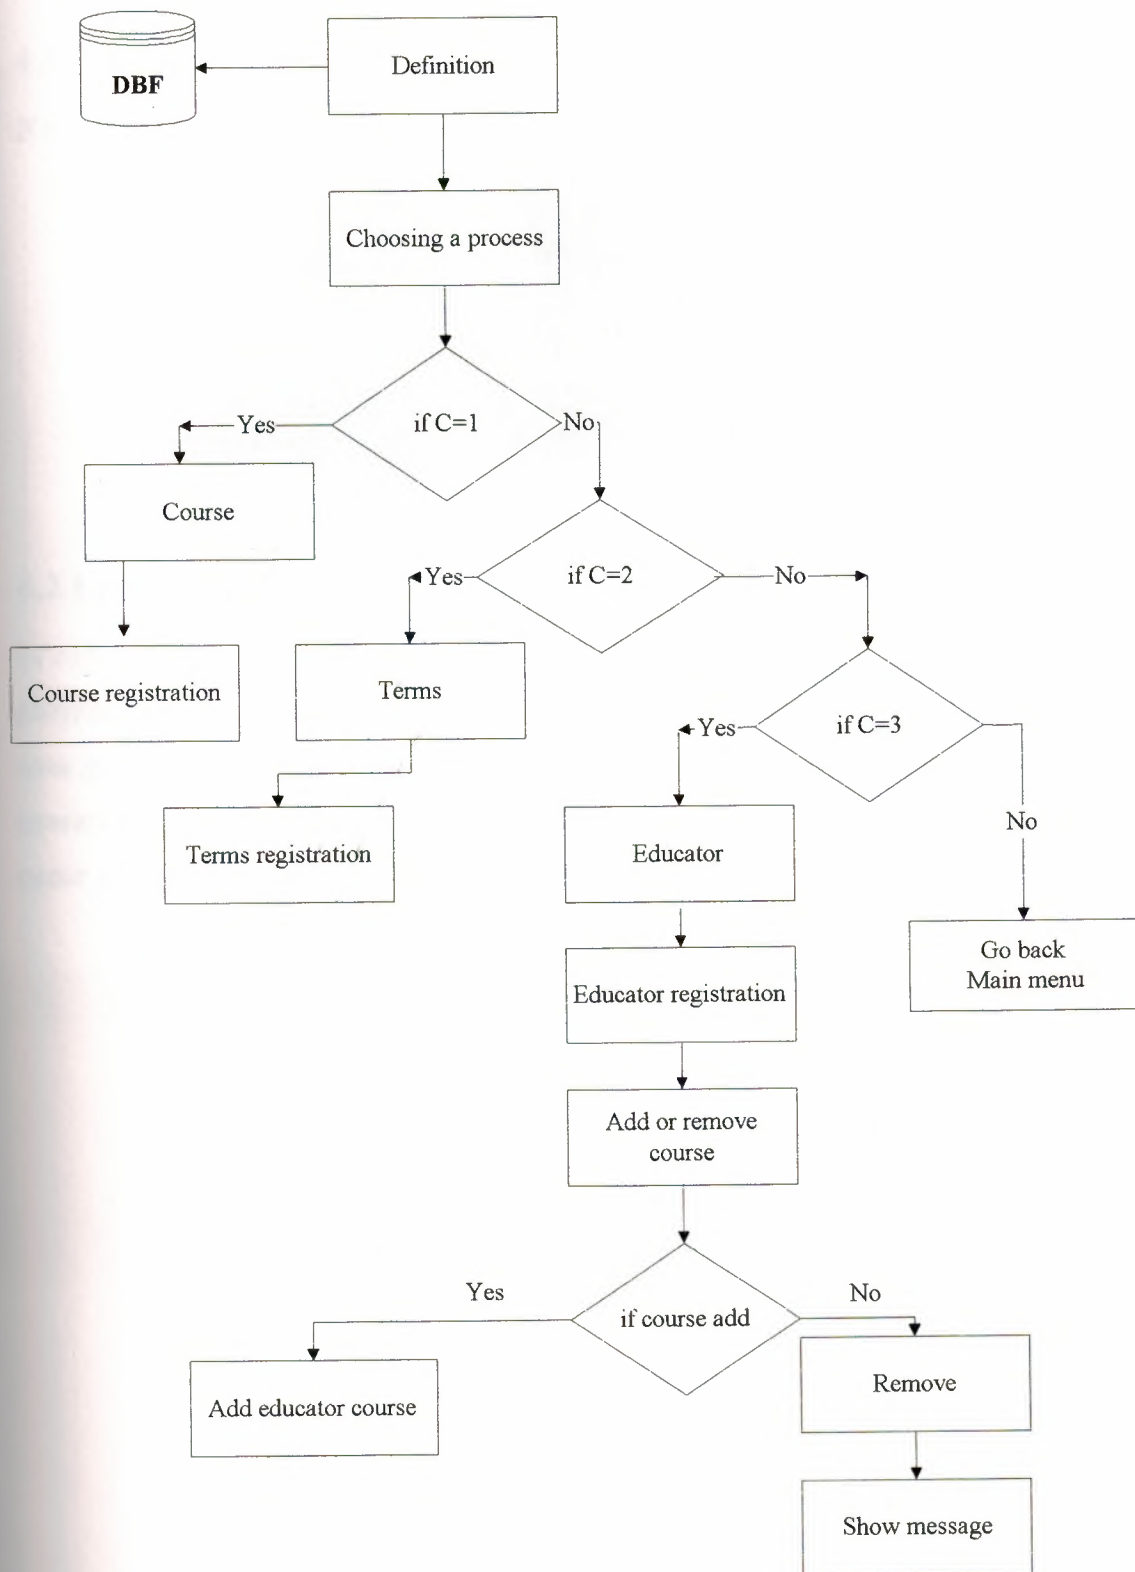 DBF
Definition
Choosing a process
if C=1
Yes
No
Course
if C=2
Yes
No
Course registration
Terms
if C=3
Yes
No
Terms registration
Educator
Go back
Main menu
Educator registration
Add or remove
course
if course add
Yes
No
Add educator course
Remove
Show message